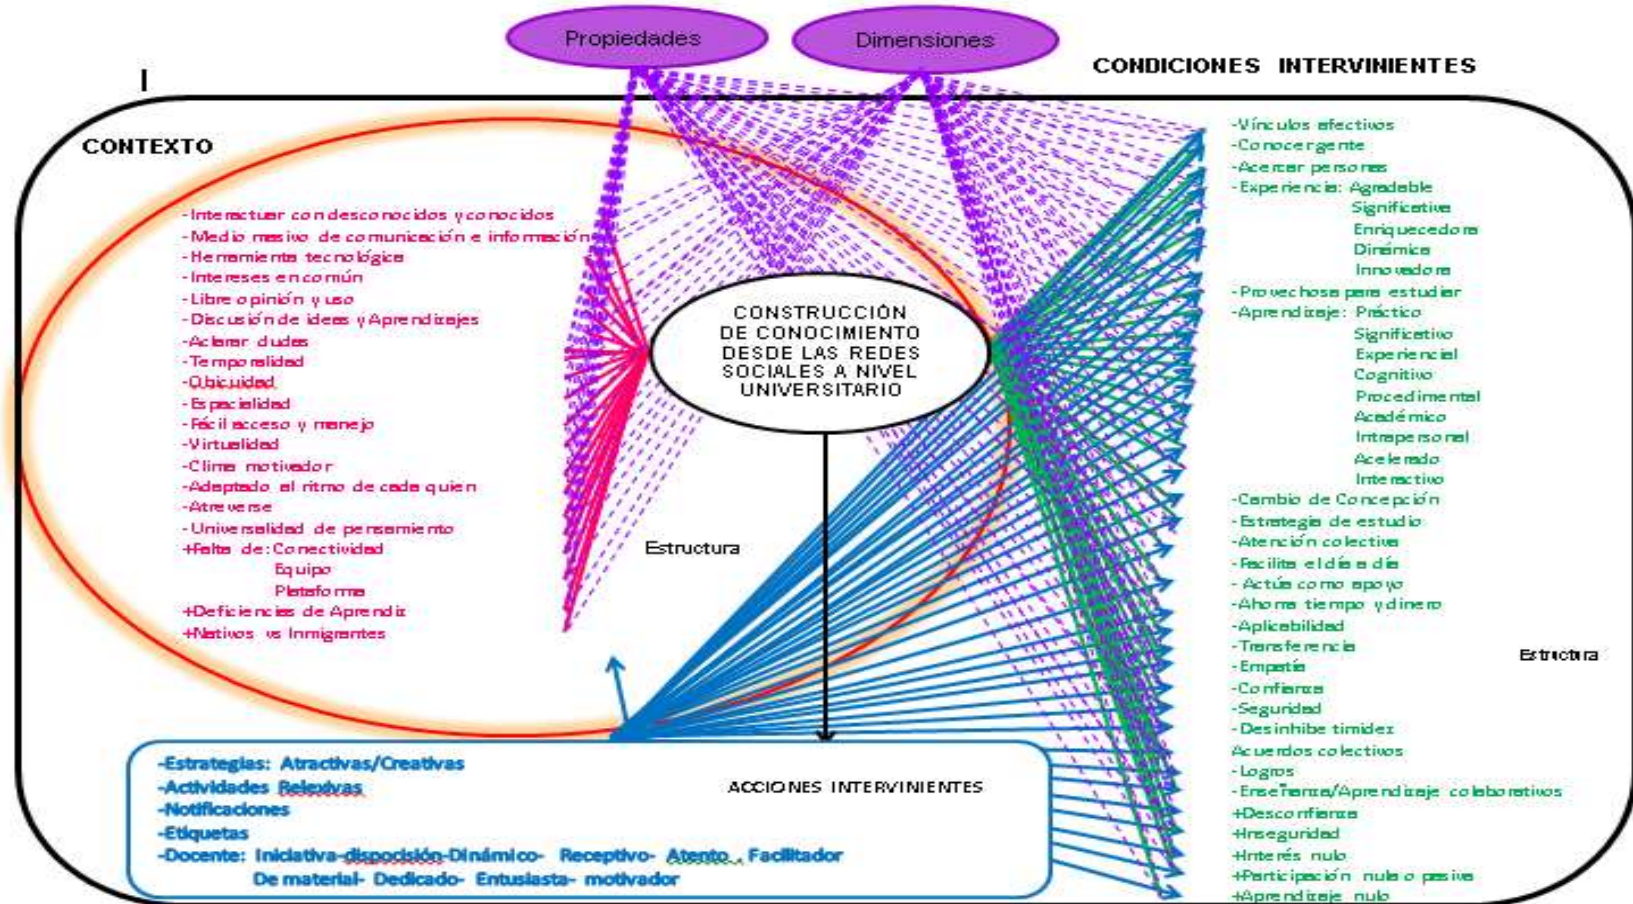 Propiedades
Dimensiones
CONDICIONES INTERVINIENTES
I
CONTEXTO
-Interactuar con desconocidos y conocidos
-Medio masivo de comunicación e información
-Herramienta tecnológica
-Intereses en común
-Libre opinión y uso
-Discusión de ideas y Aprendizajes
-Aclarar dudas
-Temporalidad
-Obicuidad
-Espacialidad
-Fácil acceso y manejo
-Virtualidad
-Clima motivador
-Adaptado al ritmo de cada quien
-Atreverse
-Universalidad de pensamiento
+Falta de: Conectividad
Equipo
Plataforma
+Deficiencias de Aprendiz
+Nativos vs Inmigrantes
CONSTRUCCIÓN
DE CONOCIMIENTO
DESDE LAS REDES
SOCIALES A NIVEL
UNIVERSITARIO
Estructura
-Vínculos afectivos
-Conocer gente
-Acercar personas
-Experiencia: Agradable
Significativa
Enriquecedora
Dinámica
Innovadora
-Provechosa para estudiar
-Aprendizaje: Práctico
Significativo
Experiencial
Cognitivo
Procedimental
Académico
Intrapersonal
Acelerado
Interactivo
-Cambio de Concepción
-Estrategia de estudio
-Atención colectiva
-Facilita el día a día
- Actúa como apoyo
-Ahorra tiempo y dinero
-Aplicabilidad
-Transferencia
-Empatía
-Confianza
-Seguridad
-Desinhibe timidez
Acuerdos colectivos
-Logros
-Enseñanza/Aprendizaje colaborativos
+Desconfianza
+Inseguridad
+Interés nulo
+Participación nula o pasiva
+Aprendizaje nulo
Estructura
-Estrategias: Atractivas/Creativas
-Actividades Relexivas
-Notificaciones
-Etiquetas
-Docente: Iniciativa-disposición-Dinámico- Receptivo- Atento , Facilitador
De material- Dedicado- Entusiasta- motivador
ACCIONES INTERVINIENTES